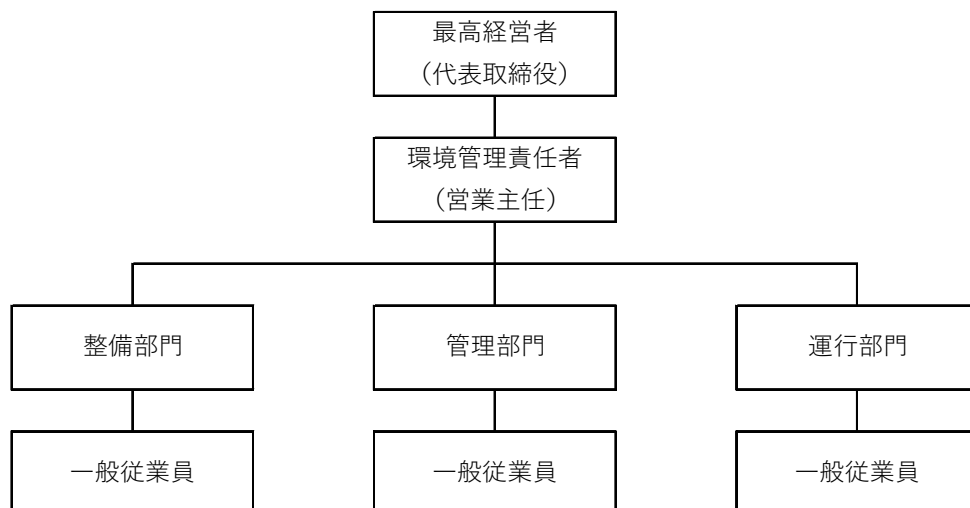 最高経営者
（代表取締役）
環境管理責任者
（営業主任）
整備部門
管理部門
運行部門
一般従業員
一般従業員
一般従業員